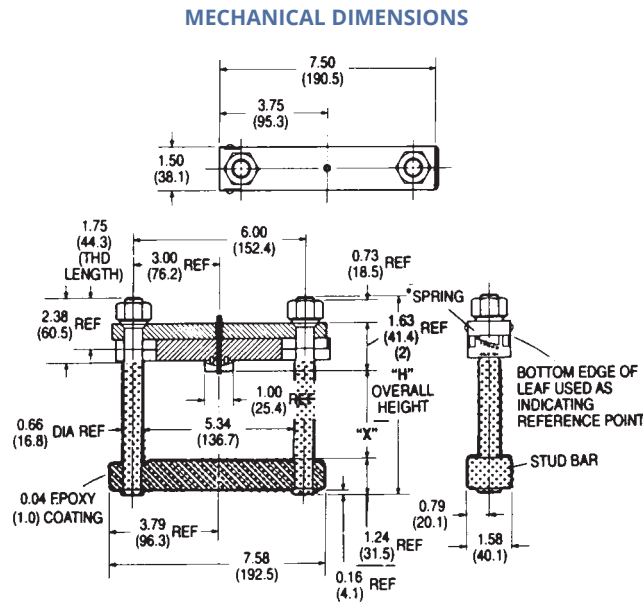 MECHANICAL DIMENSIONS
7.50
(190.5)
3.75
(95.3)
1.50
(38.1)
1.75
(44.3)
(THD
LENGTH)
6.00
(152.4)
3.00
(76.2) REF
0.73
(18.5) REF
*SPRING
2.38
(60.5) REF
1.63
(41.4) REF
(2)
"H"
OVERALL
HEIGHT
BOTTOM EDGE OF
LEAF USED AS
INDICATING
REFERENCE POINT
1.00
(25.4) REF
0.66
(16.8) DIA REF
5.34
(136.7)
"X"
STUD BAR
0.04 EPOXY
(1.0) COATING
0.79
(20.1)
3.79
(96.3) REF
1.24
(31.5) REF
1.58
(40.1)
7.58
(192.5)
0.16
(4.1) REF